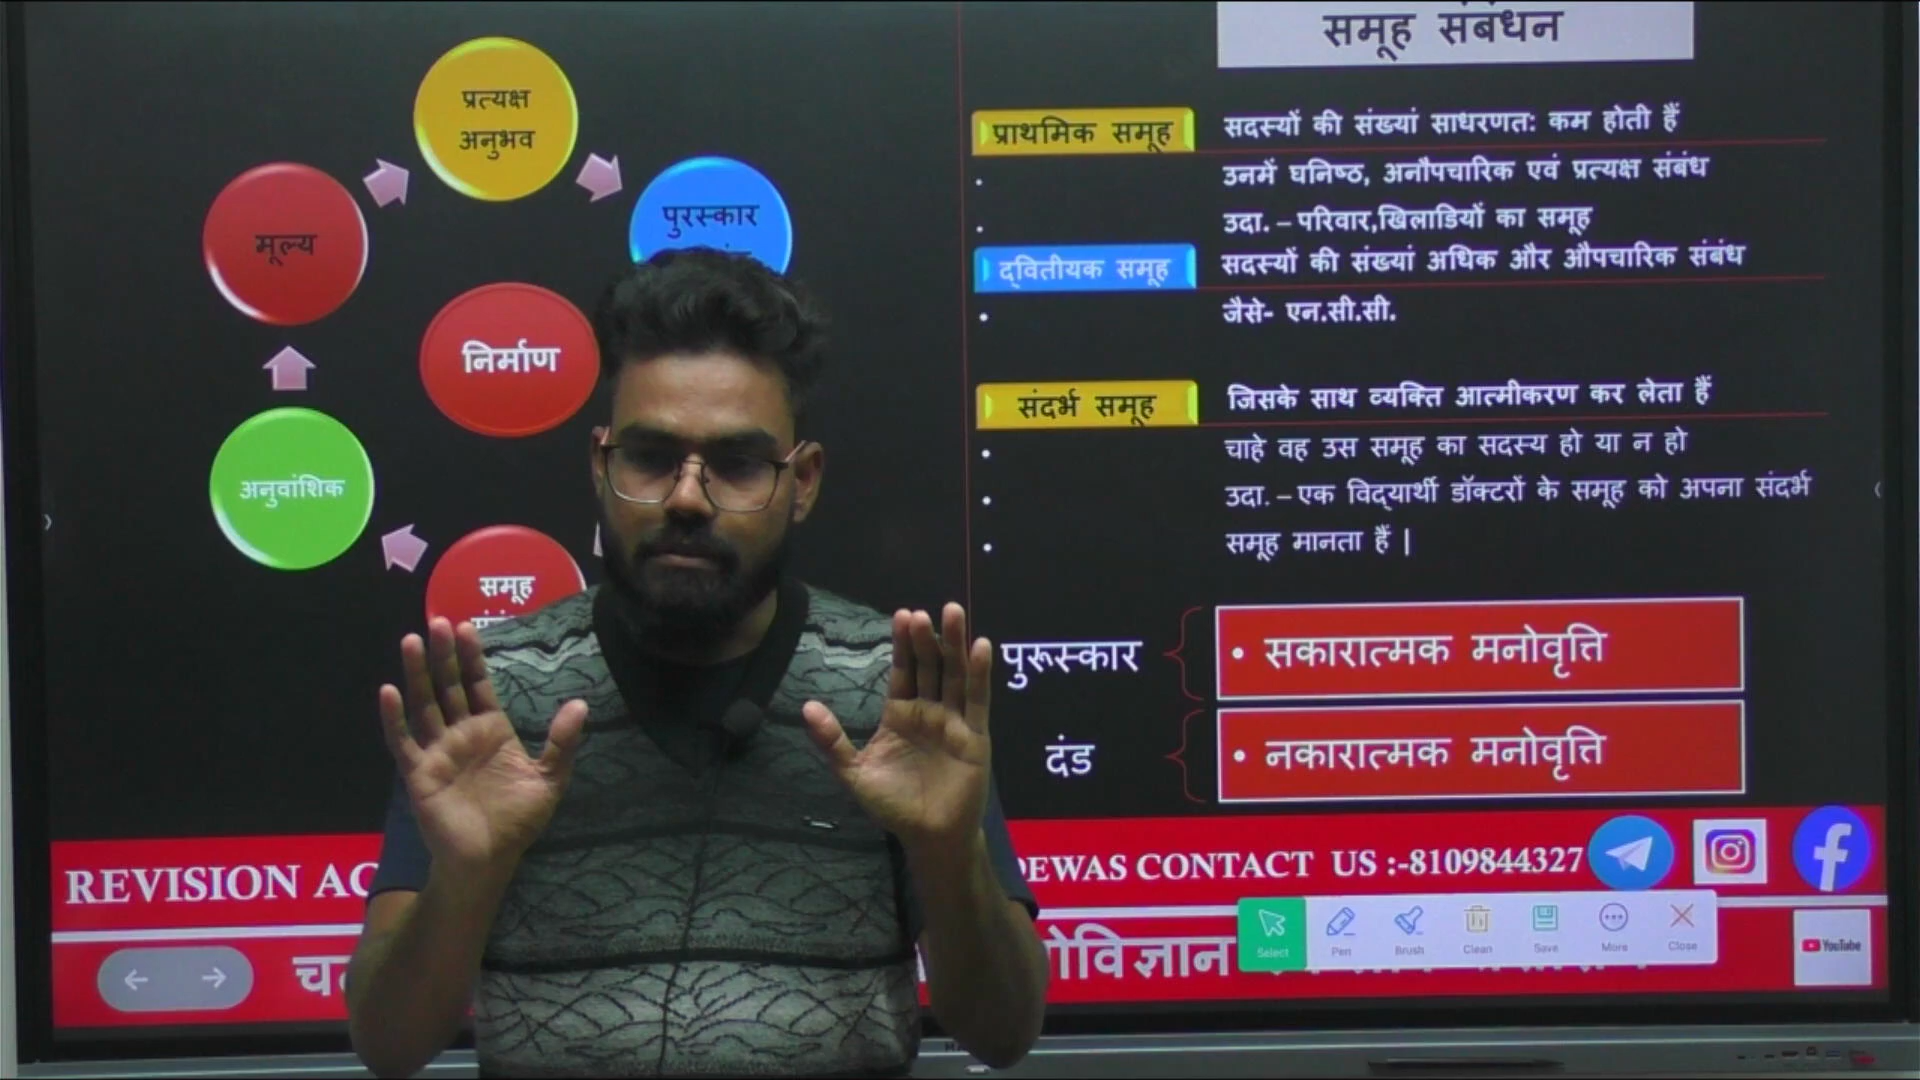 समूह संबंधन
प्रत्यक्ष
अनुभव
पुरस्कार
मूल्य
निर्माण
अनुवांशिक
समूह
प्राथमिक समूह
सदस्यों की संख्यां साधरणत: कम होती हैं
उनमें घनिष्ठ, अनौपचारिक एवं प्रत्यक्ष संबंध
उदा. – परिवार,खिलाडियों का समूह
द्वितीयक समूह
सदस्यों की संख्यां अधिक और औपचारिक संबंध
जैसे- एन.सी.सी.
संदर्भ समूह
जिसके साथ व्यक्ति आत्मीकरण कर लेता हैं
चाहे वह उस समूह का सदस्य हो या न हो
उदा. – एक विद्यार्थी डॉक्टरों के समूह को अपना संदर्भ
समूह मानता हैं |
पुरूस्कार
• सकारात्मक मनोवृत्ति
दंड
• नकारात्मक मनोवृत्ति
REVISION
DEWAS CONTACT US :-8109844327
Select Pen Brush Clean Save More Close
YouTube